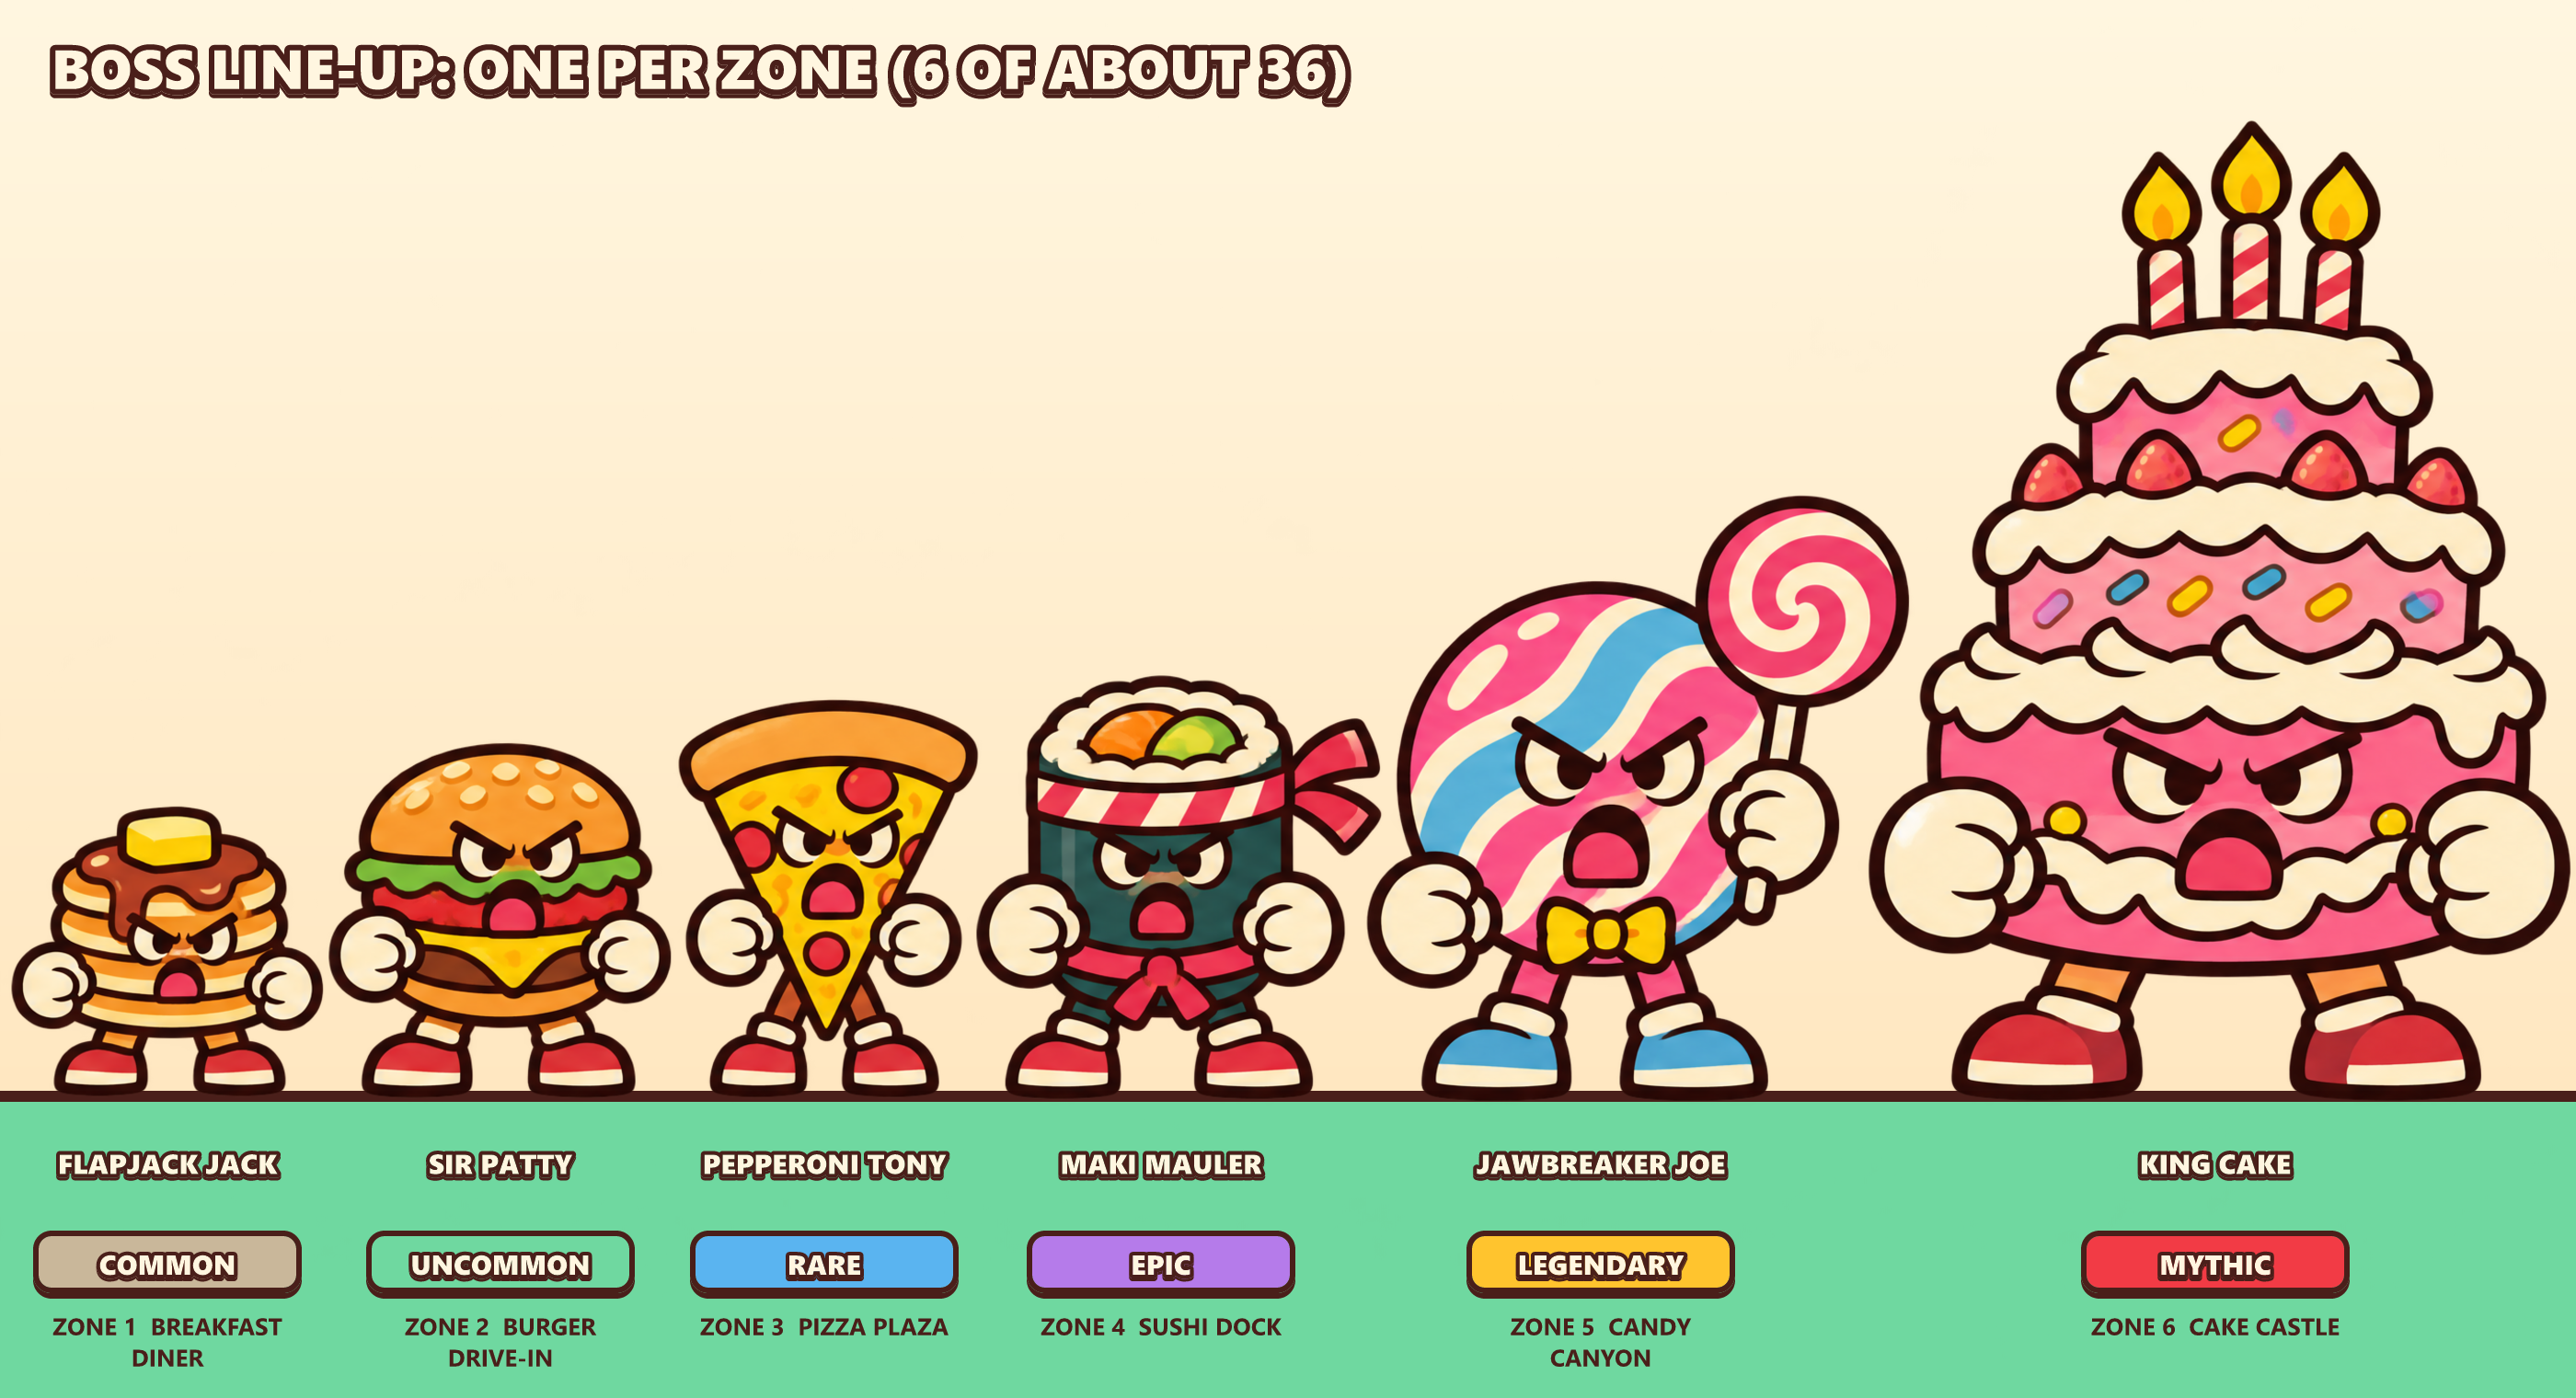 BOSS LINE-UP: ONE PER ZONE (6 OF ABOUT 36)
FLAPJACK JACK
COMMON
ZONE 1 BREAKFAST
DINER
SIR PATTY
UNCOMMON
ZONE 2 BURGER
DRIVE-IN
PEPPERONI TONY
RARE
ZONE 3 PIZZA PLAZA
MAKI MAULER
EPIC
ZONE 4 SUSHI DOCK
JAWBREAKER JOE
LEGENDARY
ZONE 5 CANDY
CANYON
KING CAKE
MYTHIC
ZONE 6 CAKE CASTLE